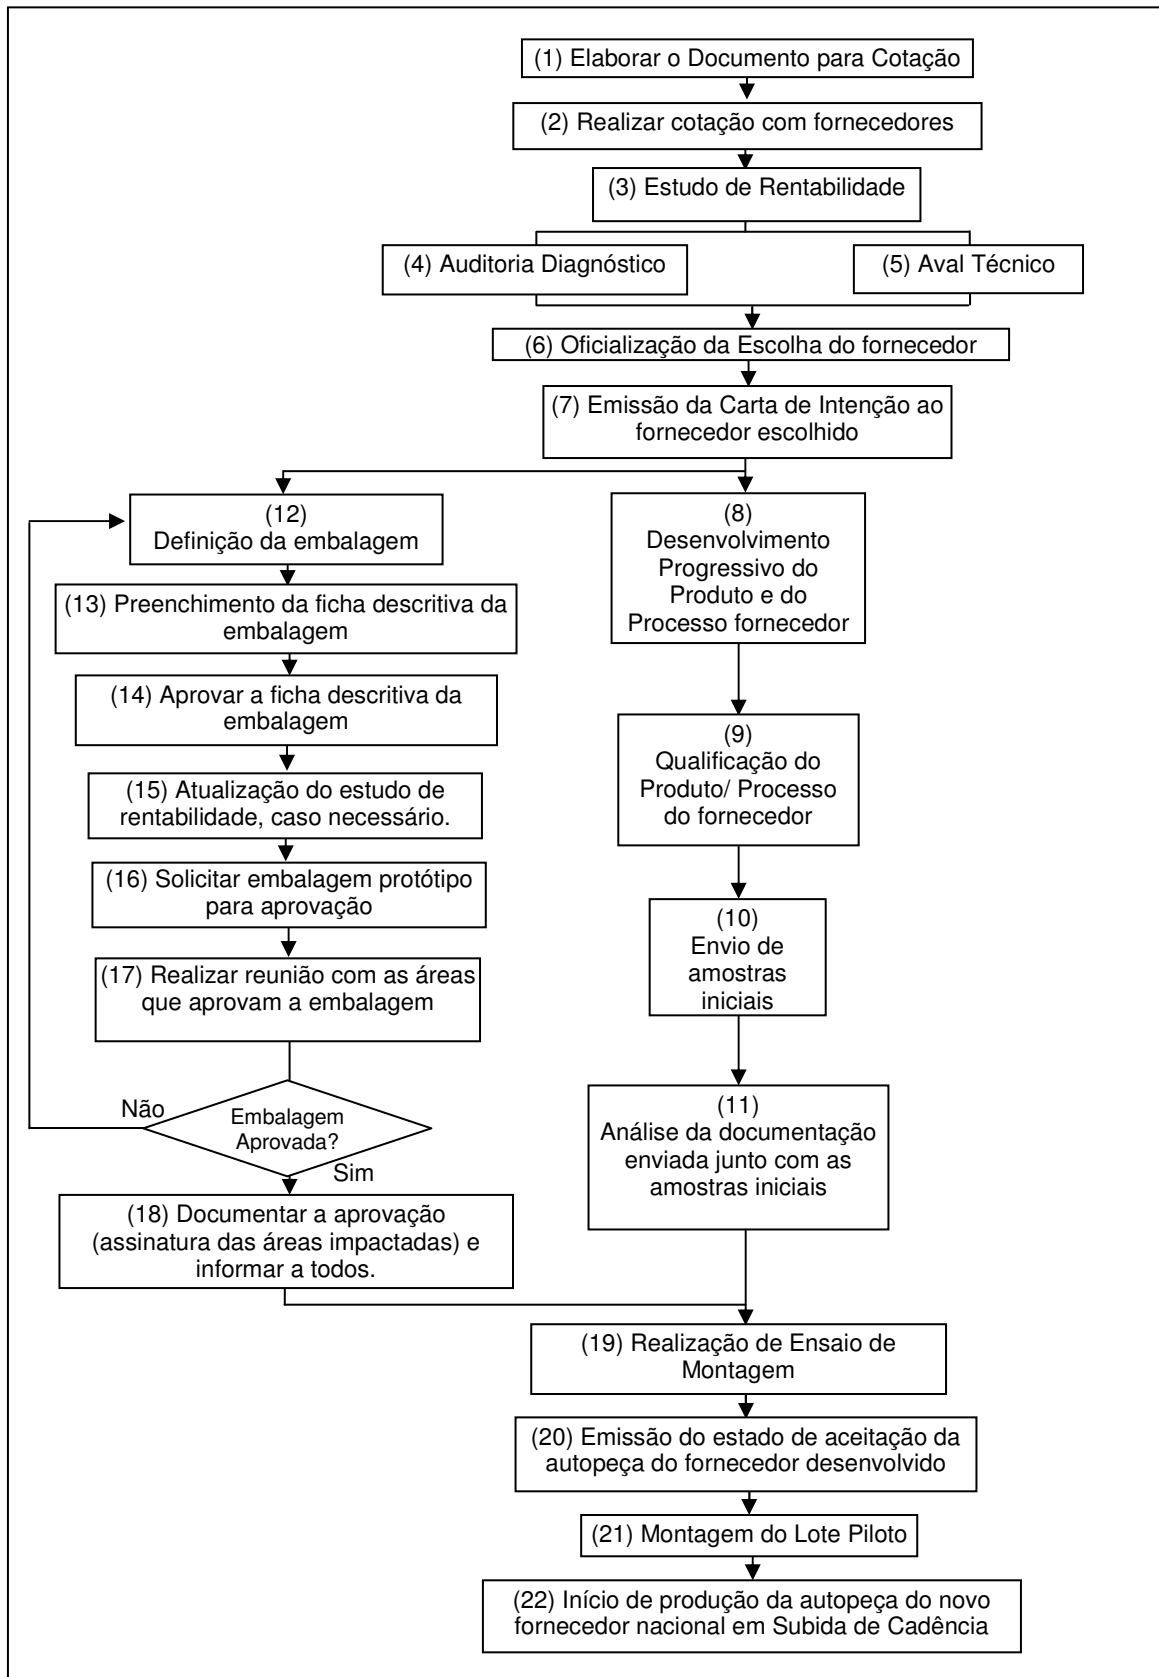 (1) Elaborar o Documento para Cotação
(2) Realizar cotação com fornecedores
(3) Estudo de Rentabilidade
(4) Auditoria Diagnóstico
(5) Aval Técnico
(6) Oficialização da Escolha do fornecedor
(7) Emissão da Carta de Intenção ao
fornecedor escolhido
(12)
Definição da embalagem
(13) Preenchimento da ficha descritiva da
embalagem
(14) Aprovar a ficha descritiva da
embalagem
(15) Atualização do estudo de
rentabilidade, caso necessário.
(16) Solicitar embalagem protótipo
para aprovação
(17) Realizar reunião com as áreas
que aprovam a embalagem
Não
Embalagem
Aprovada?
Sim
(18) Documentar a aprovação
(assinatura das áreas impactadas) e
informar a todos.
(8)
Desenvolvimento
Progressivo do
Produto e do
Processo fornecedor
(9)
Qualificação do
Produto/ Processo
do fornecedor
(10)
Envio de
amostras
iniciais
(11)
Análise da documentação
enviada junto com as
amostras iniciais
(19) Realização de Ensaio de
Montagem
(20) Emissão do estado de aceitação da
autopeça do fornecedor desenvolvido
(21) Montagem do Lote Piloto
(22) Início de produção da autopeça do novo
fornecedor nacional em Subida de Cadência